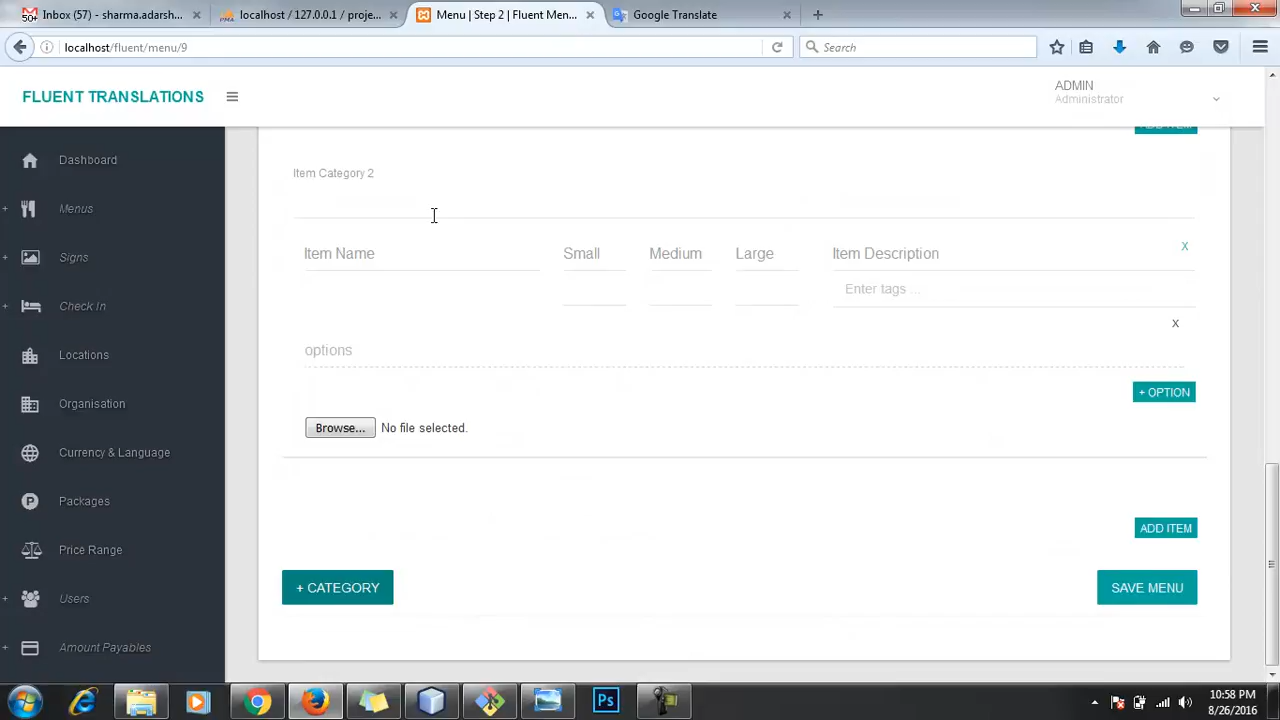 Inbox (57) - sharma.adarsh...
localhost / 127.0.0.1 / proje...
Menu | Step 2 | Fluent Men...
Google Translate
localhost/fluent/menu/9
Search
FLUENT TRANSLATIONS
ADMIN
Administrator
Dashboard
Menus
Signs
Check In
Locations
Organisation
Currency & Language
Packages
Price Range
Users
Amount Payables
ADD ITEM
Item Category 2
Item Name
Small
Medium
Large
Item Description
X
Enter tags ...
X
options
+ OPTION
Browse...
No file selected.
ADD ITEM
+ CATEGORY
SAVE MENU
10:58 PM
8/26/2016